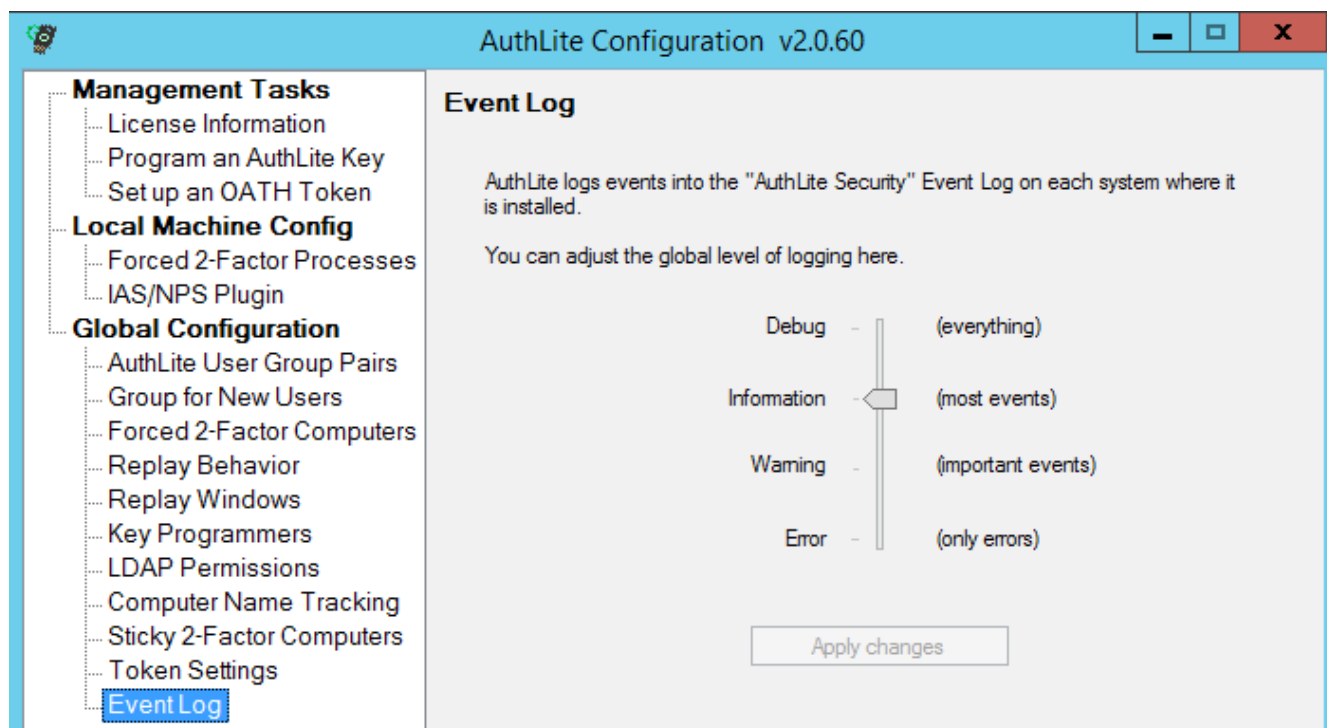 AuthLite Configuration v2.0.60
Management Tasks
License Information
Program an AuthLite Key
Set up an OATH Token
Local Machine Config
Forced 2-Factor Processes
IAS/NPS Plugin
Global Configuration
AuthLite User Group Pairs
Group for New Users
Forced 2-Factor Computers
Replay Behavior
Replay Windows
Key Programmers
LDAP Permissions
Computer Name Tracking
Sticky 2-Factor Computers
Token Settings
Event Log
Event Log
AuthLite logs events into the "AuthLite Security" Event Log on each system where it
is installed.
You can adjust the global level of logging here.
Debug (everything)
Information (most events)
Warning (important events)
Error (only errors)
Apply changes